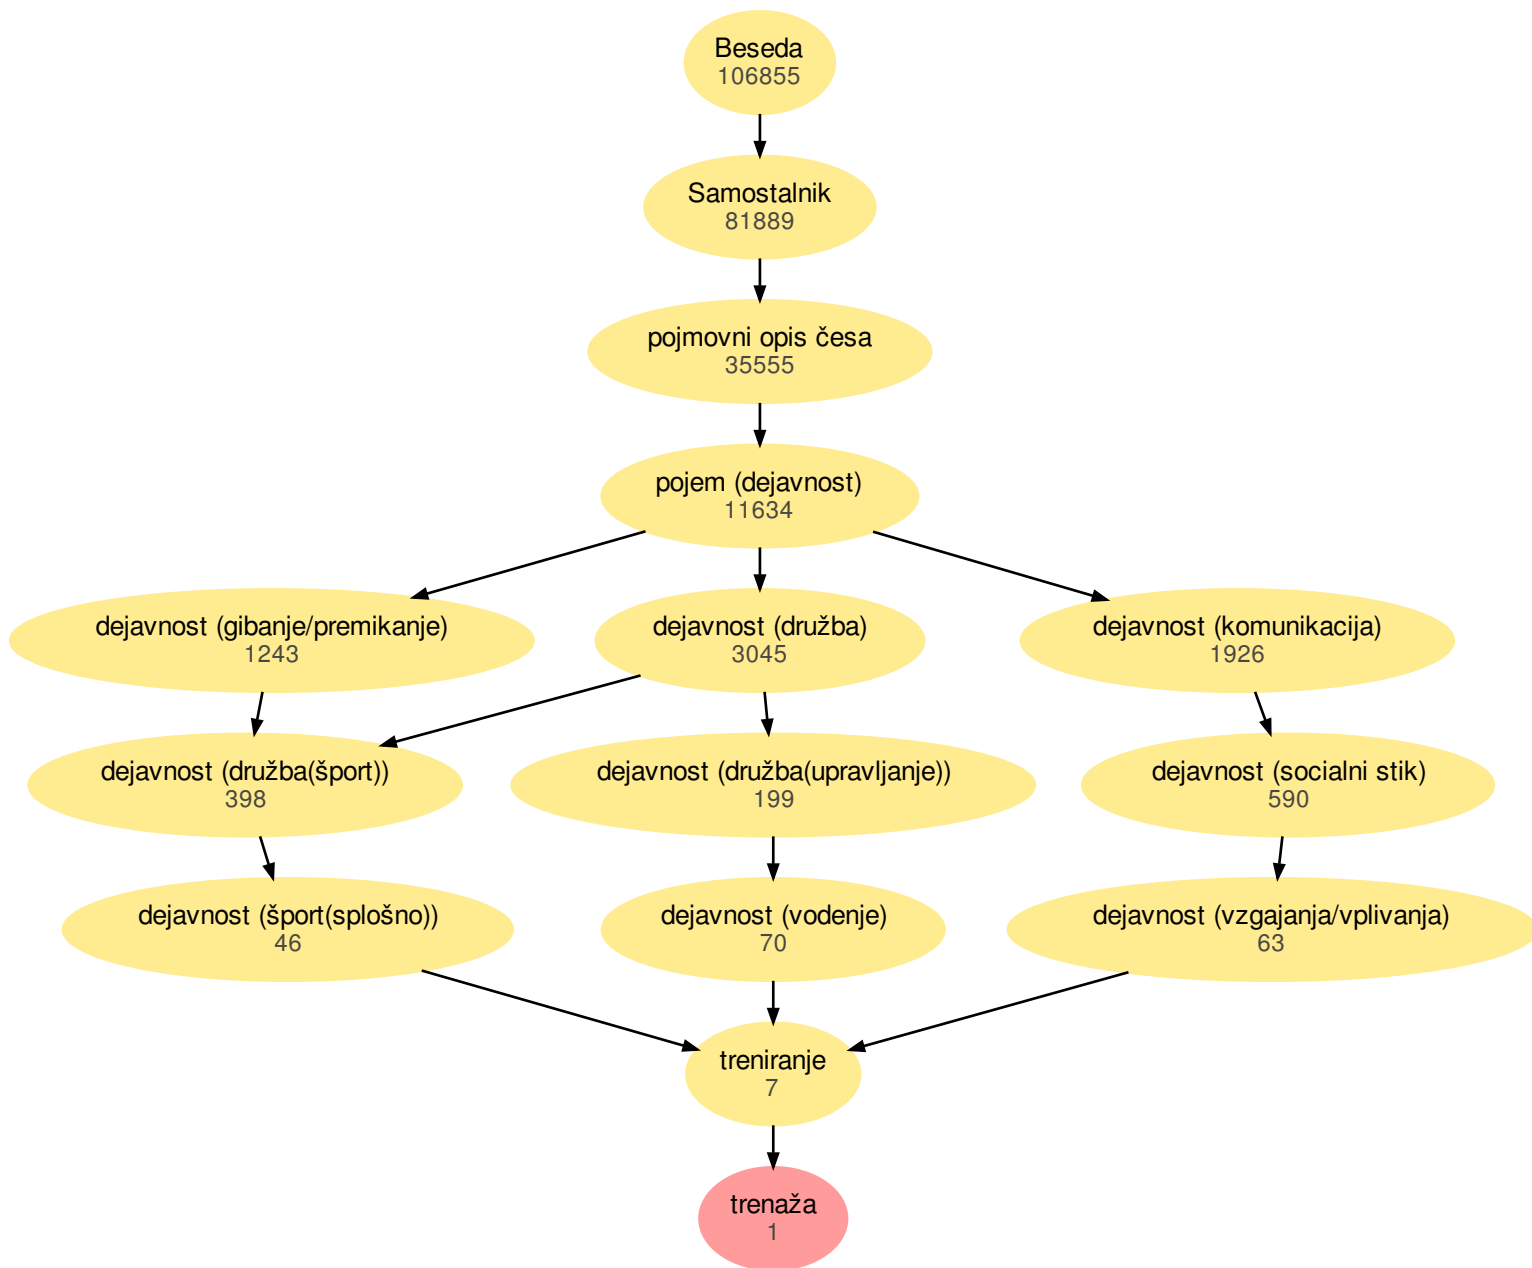 Beseda
106855
Samostalnik
81889
pojmovni opis česa
35555
pojem (dejavnost)
11634
dejavnost (gibanje/premikanje)
1243
dejavnost (družba)
3045
dejavnost (komunikacija)
1926
dejavnost (družba(šport))
398
dejavnost (družba(upravljanje))
199
dejavnost (socialni stik)
590
dejavnost (šport(splošno))
46
dejavnost (vodenje)
70
dejavnost (vzgajanja/vplivanja)
63
treniranje
7
trenaža
1